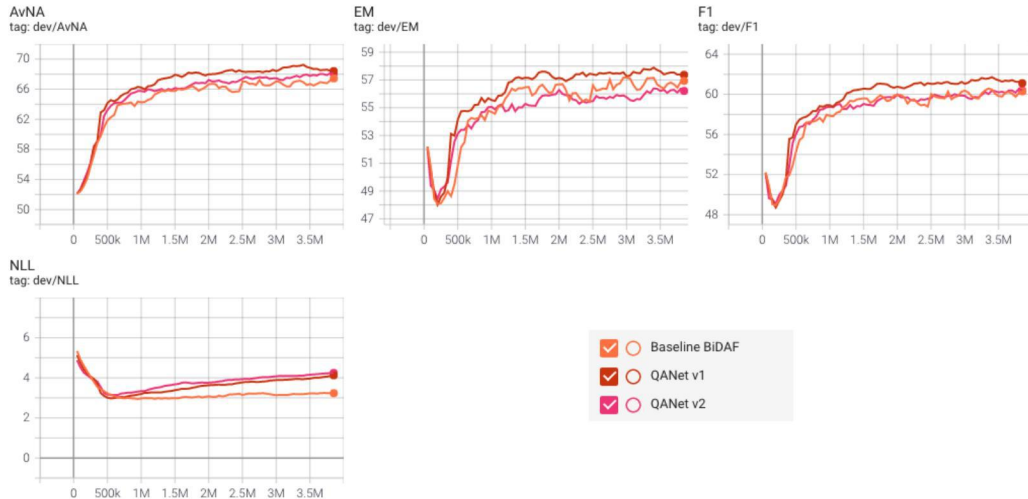 AvNA
tag: dev/AvNA
70
66
62
58
54
50
0 500k 1M 1.5M 2M 2.5M 3M 3.5M
EM
tag: dev/EM
59
57
55
53
51
49
47
0 500k 1M 1.5M 2M 2.5M 3M 3.5M
F1
tag: dev/F1
64
60
56
52
48
0 500k 1M 1.5M 2M 2.5M 3M 3.5M
NLL
tag: dev/NLL
6
4
2
0
0 500k 1M 1.5M 2M 2.5M 3M 3.5M
Baseline BiDAF
QANet v1
QANet v2